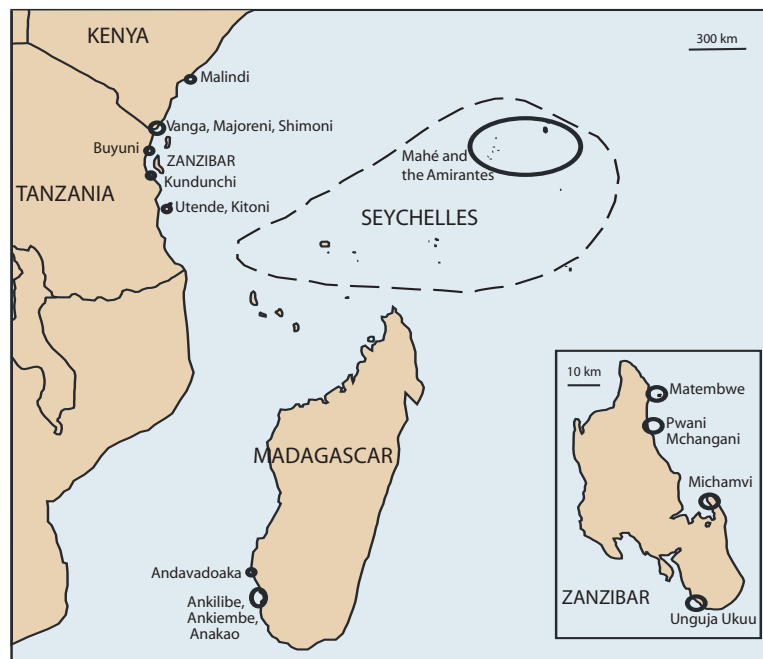 KENYA
300 km
Malindi
Vanga, Majoreni, Shimoni
Buyuni
ZANZIBAR
Mahé and
the Amirantes
Kundunchi
TANZANIA
Utende, Kitoni
SEYCHELLES
10 km
Matembwe
Pwani
Mchangani
MADAGASCAR
Michamvi
Andavadoaka
Ankilibe,
Ankiembe,
Anakao
ZANZIBAR
Unguja Ukuu